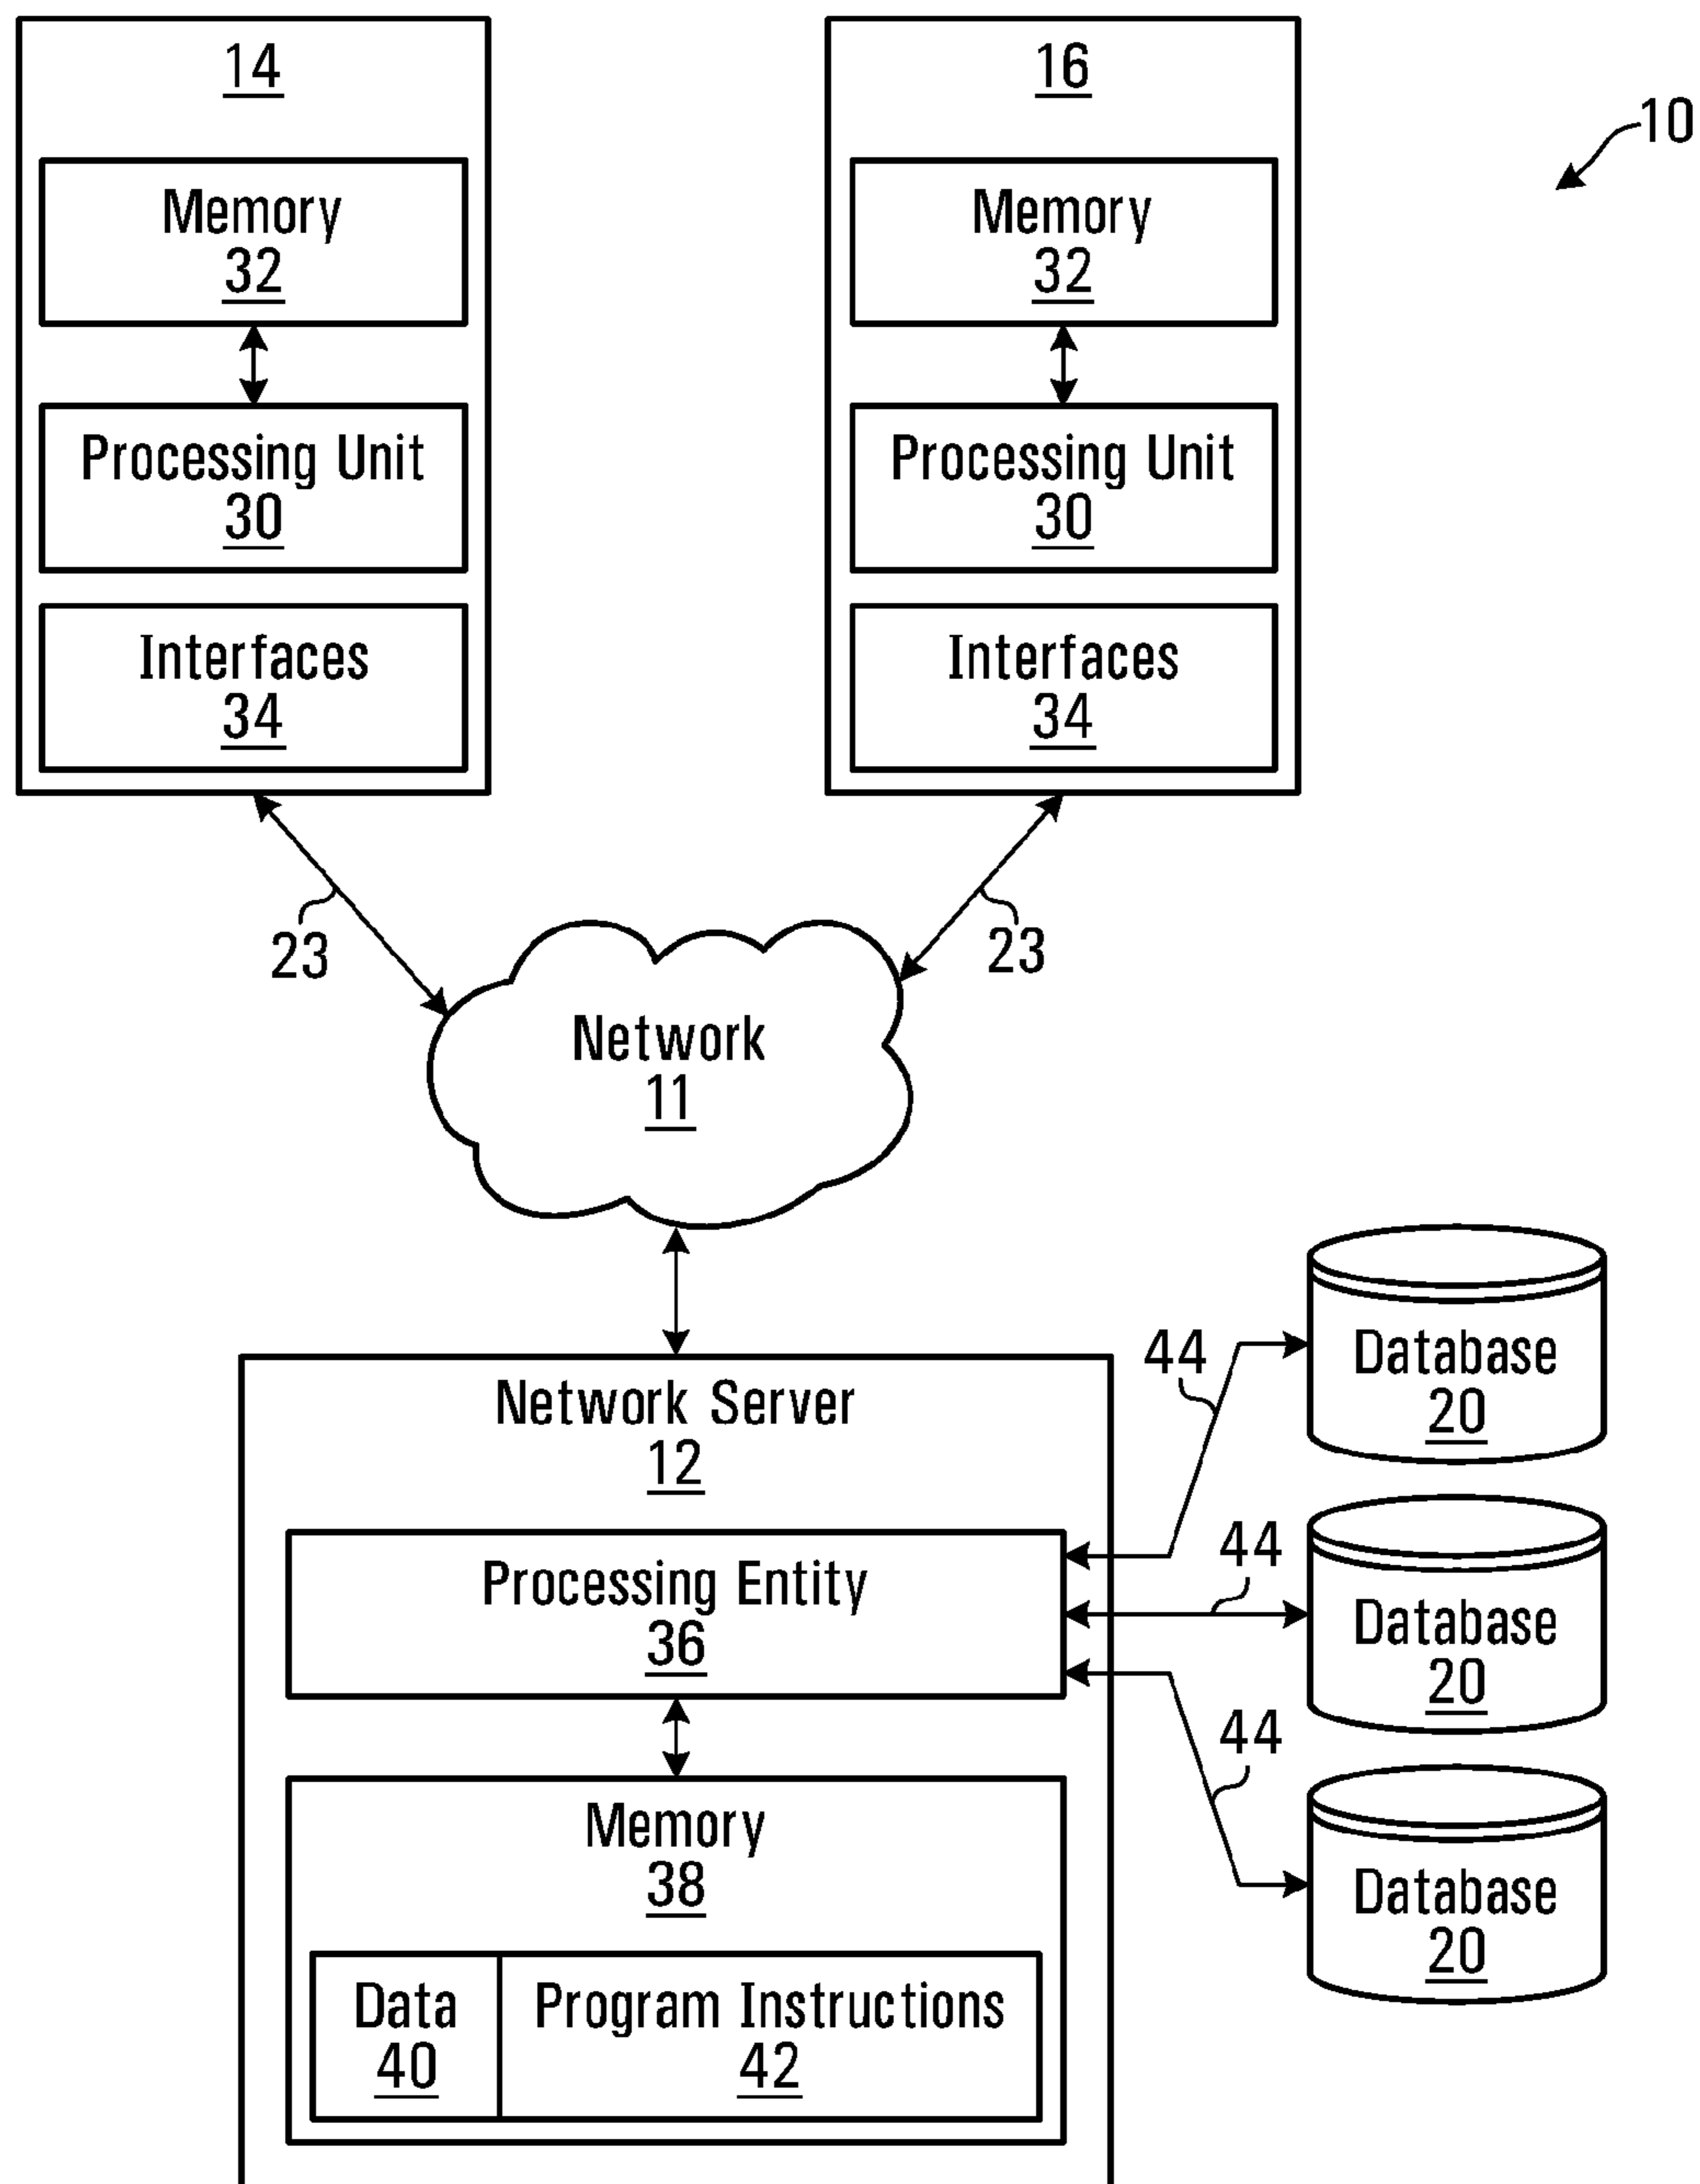 14
Memory
32
Processing Unit
30
Interfaces
34
16
Memory
32
Processing Unit
30
Interfaces
34
10
23
23
Network
11
Network Server
12
Processing Entity
36
Memory
38
Data
40
Program Instructions
42
44
Database
20
44
Database
20
44
Database
20